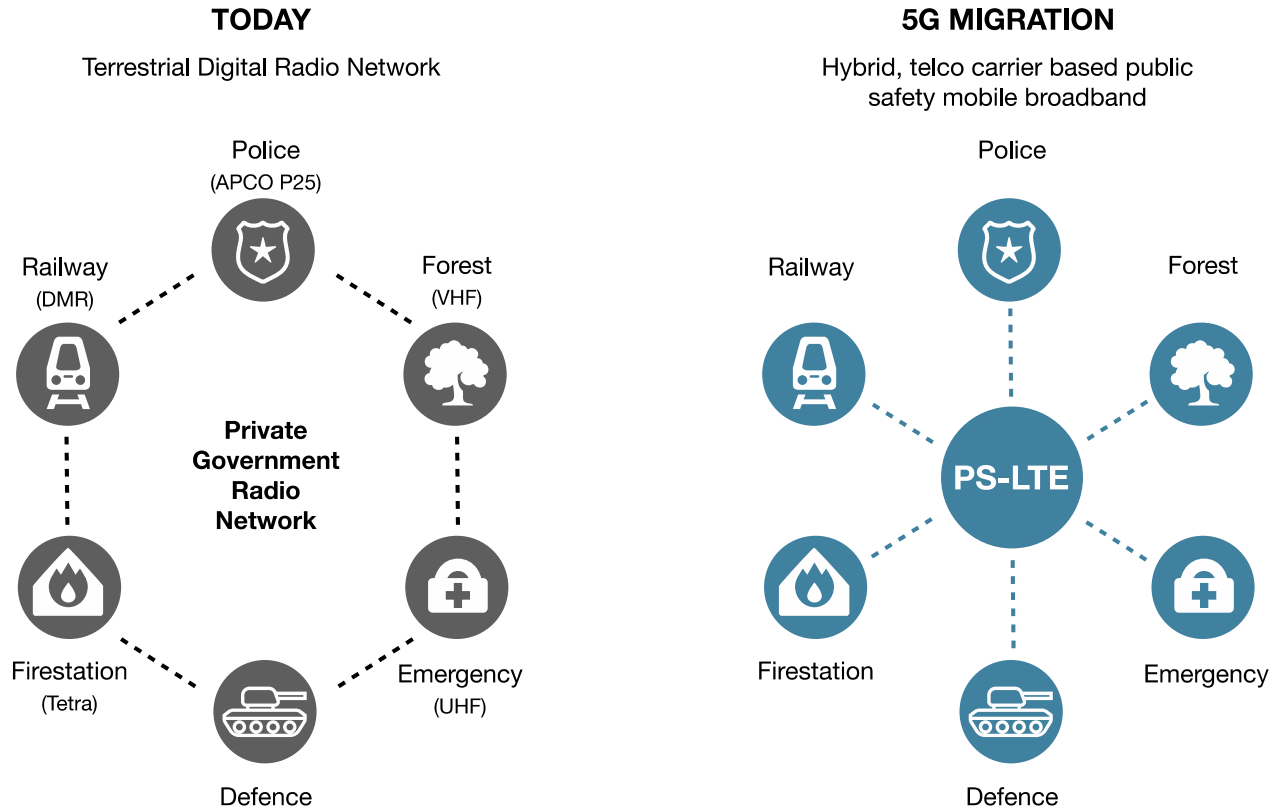 TODAY
Terrestrial Digital Radio Network
Police
(APCO P25)
Railway
(DMR)
Forest
(VHF)
Private
Government
Radio
Network
Firestation
(Tetra)
Emergency
(UHF)
Defence
5G MIGRATION
Hybrid, telco carrier based public
safety mobile broadband
Police
Railway
Forest
PS-LTE
Firestation
Emergency
Defence